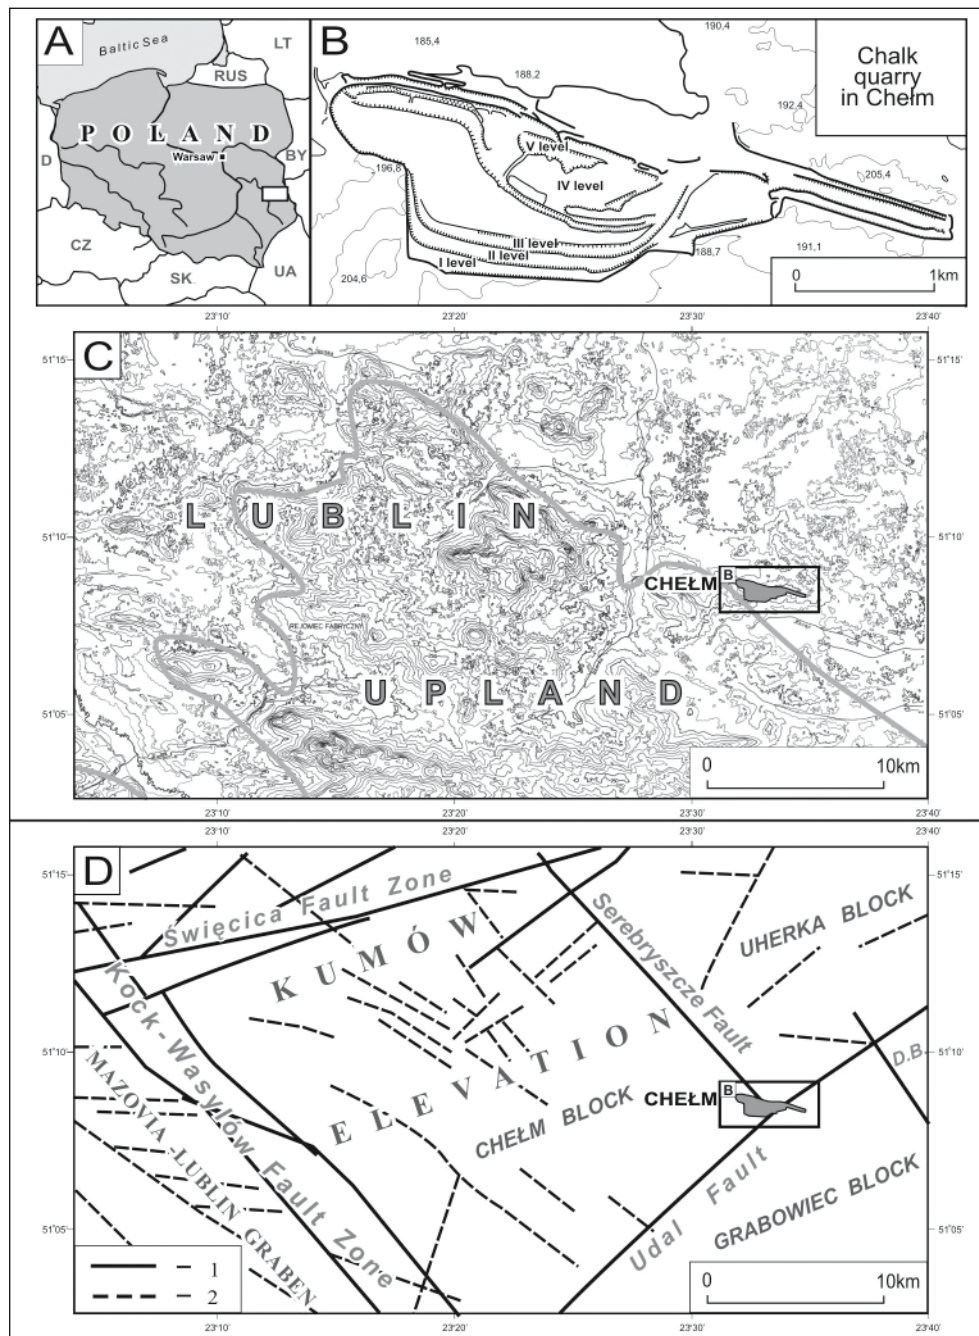 A
Baltic Sea
LT
RUS
POLAND
Warsaw
D
BY
CZ
SK
UA
B
190,4
185,4
188,2
Chalk
quarry
in Chełm
192,4
V level
196,8
IV level
205,4
III level
II level
I level
188,7
191,1
204,6
0 1km
23°10' 23°20' 23°30' 23°40'
C
51°15' 51°15'
LUBLIN
51°10' 51°10'
CHEŁM B
REJOWIEC FABRYCZNY
UPLAND
51°05' 51°05'
0 10km
23°10' 23°20' 23°30' 23°40'
23°10' 23°20' 23°30' 23°40'
D
51°15' 51°15'
Święcica Fault Zone
UHERKA BLOCK
KUMÓW
Serebryszcze Fault
Kock-Wasylów Fault Zone
51°10' 51°10'
D.B.
ELEVATION
MAZOVIA-LUBLIN GRABEN
CHEŁM B
CHEŁM BLOCK
Udal Fault
GRABOWIEC BLOCK
51°05' 51°05'
– 1
– 2
0 10km
23°10' 23°20' 23°30' 23°40'